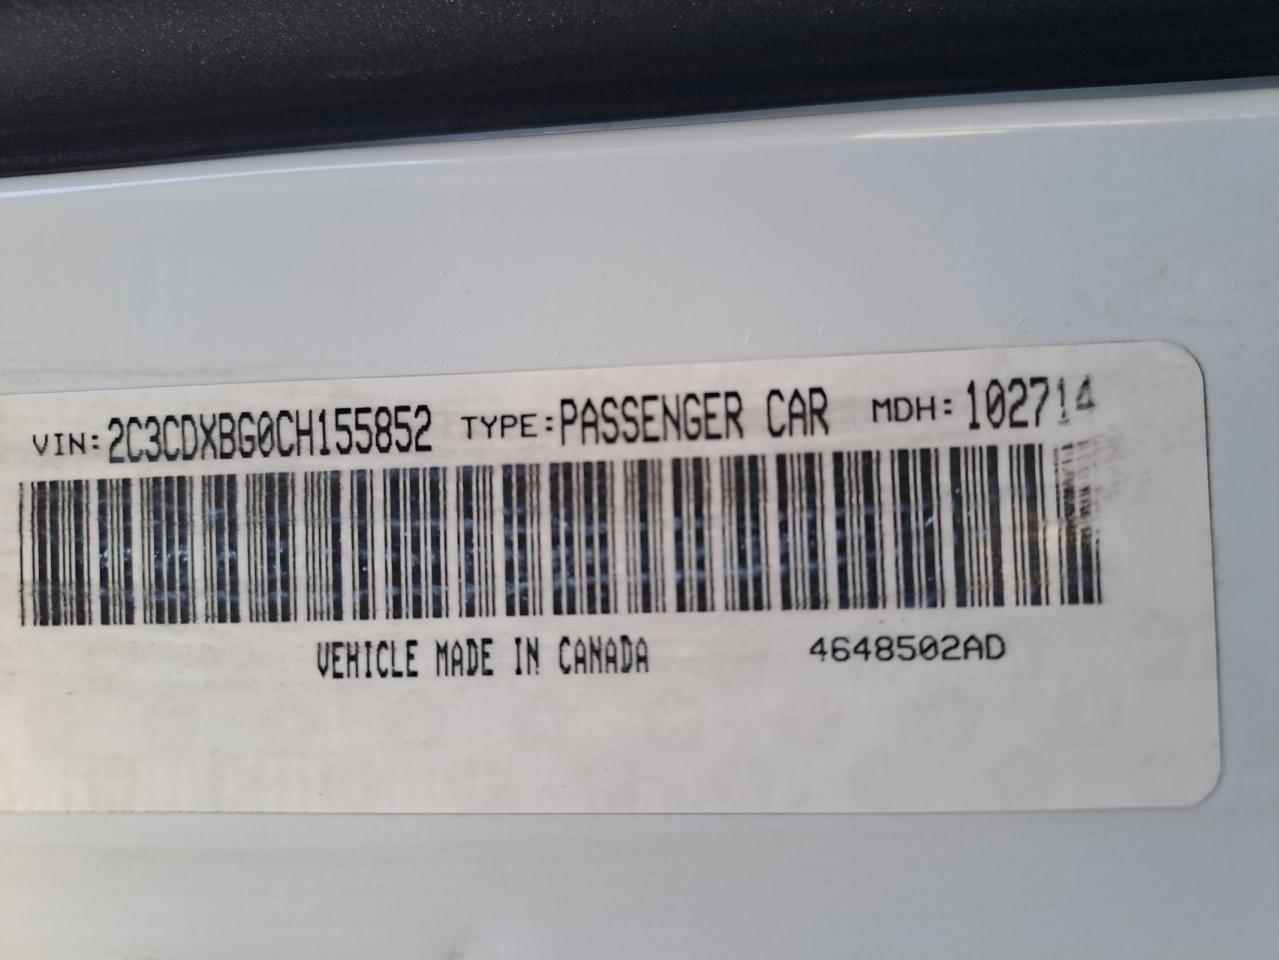 VIN: 2C3CDXBG0CH155852 TYPE: PASSENGER CAR MDH: 102714
VEHICLE MADE IN CANADA 4648502AD